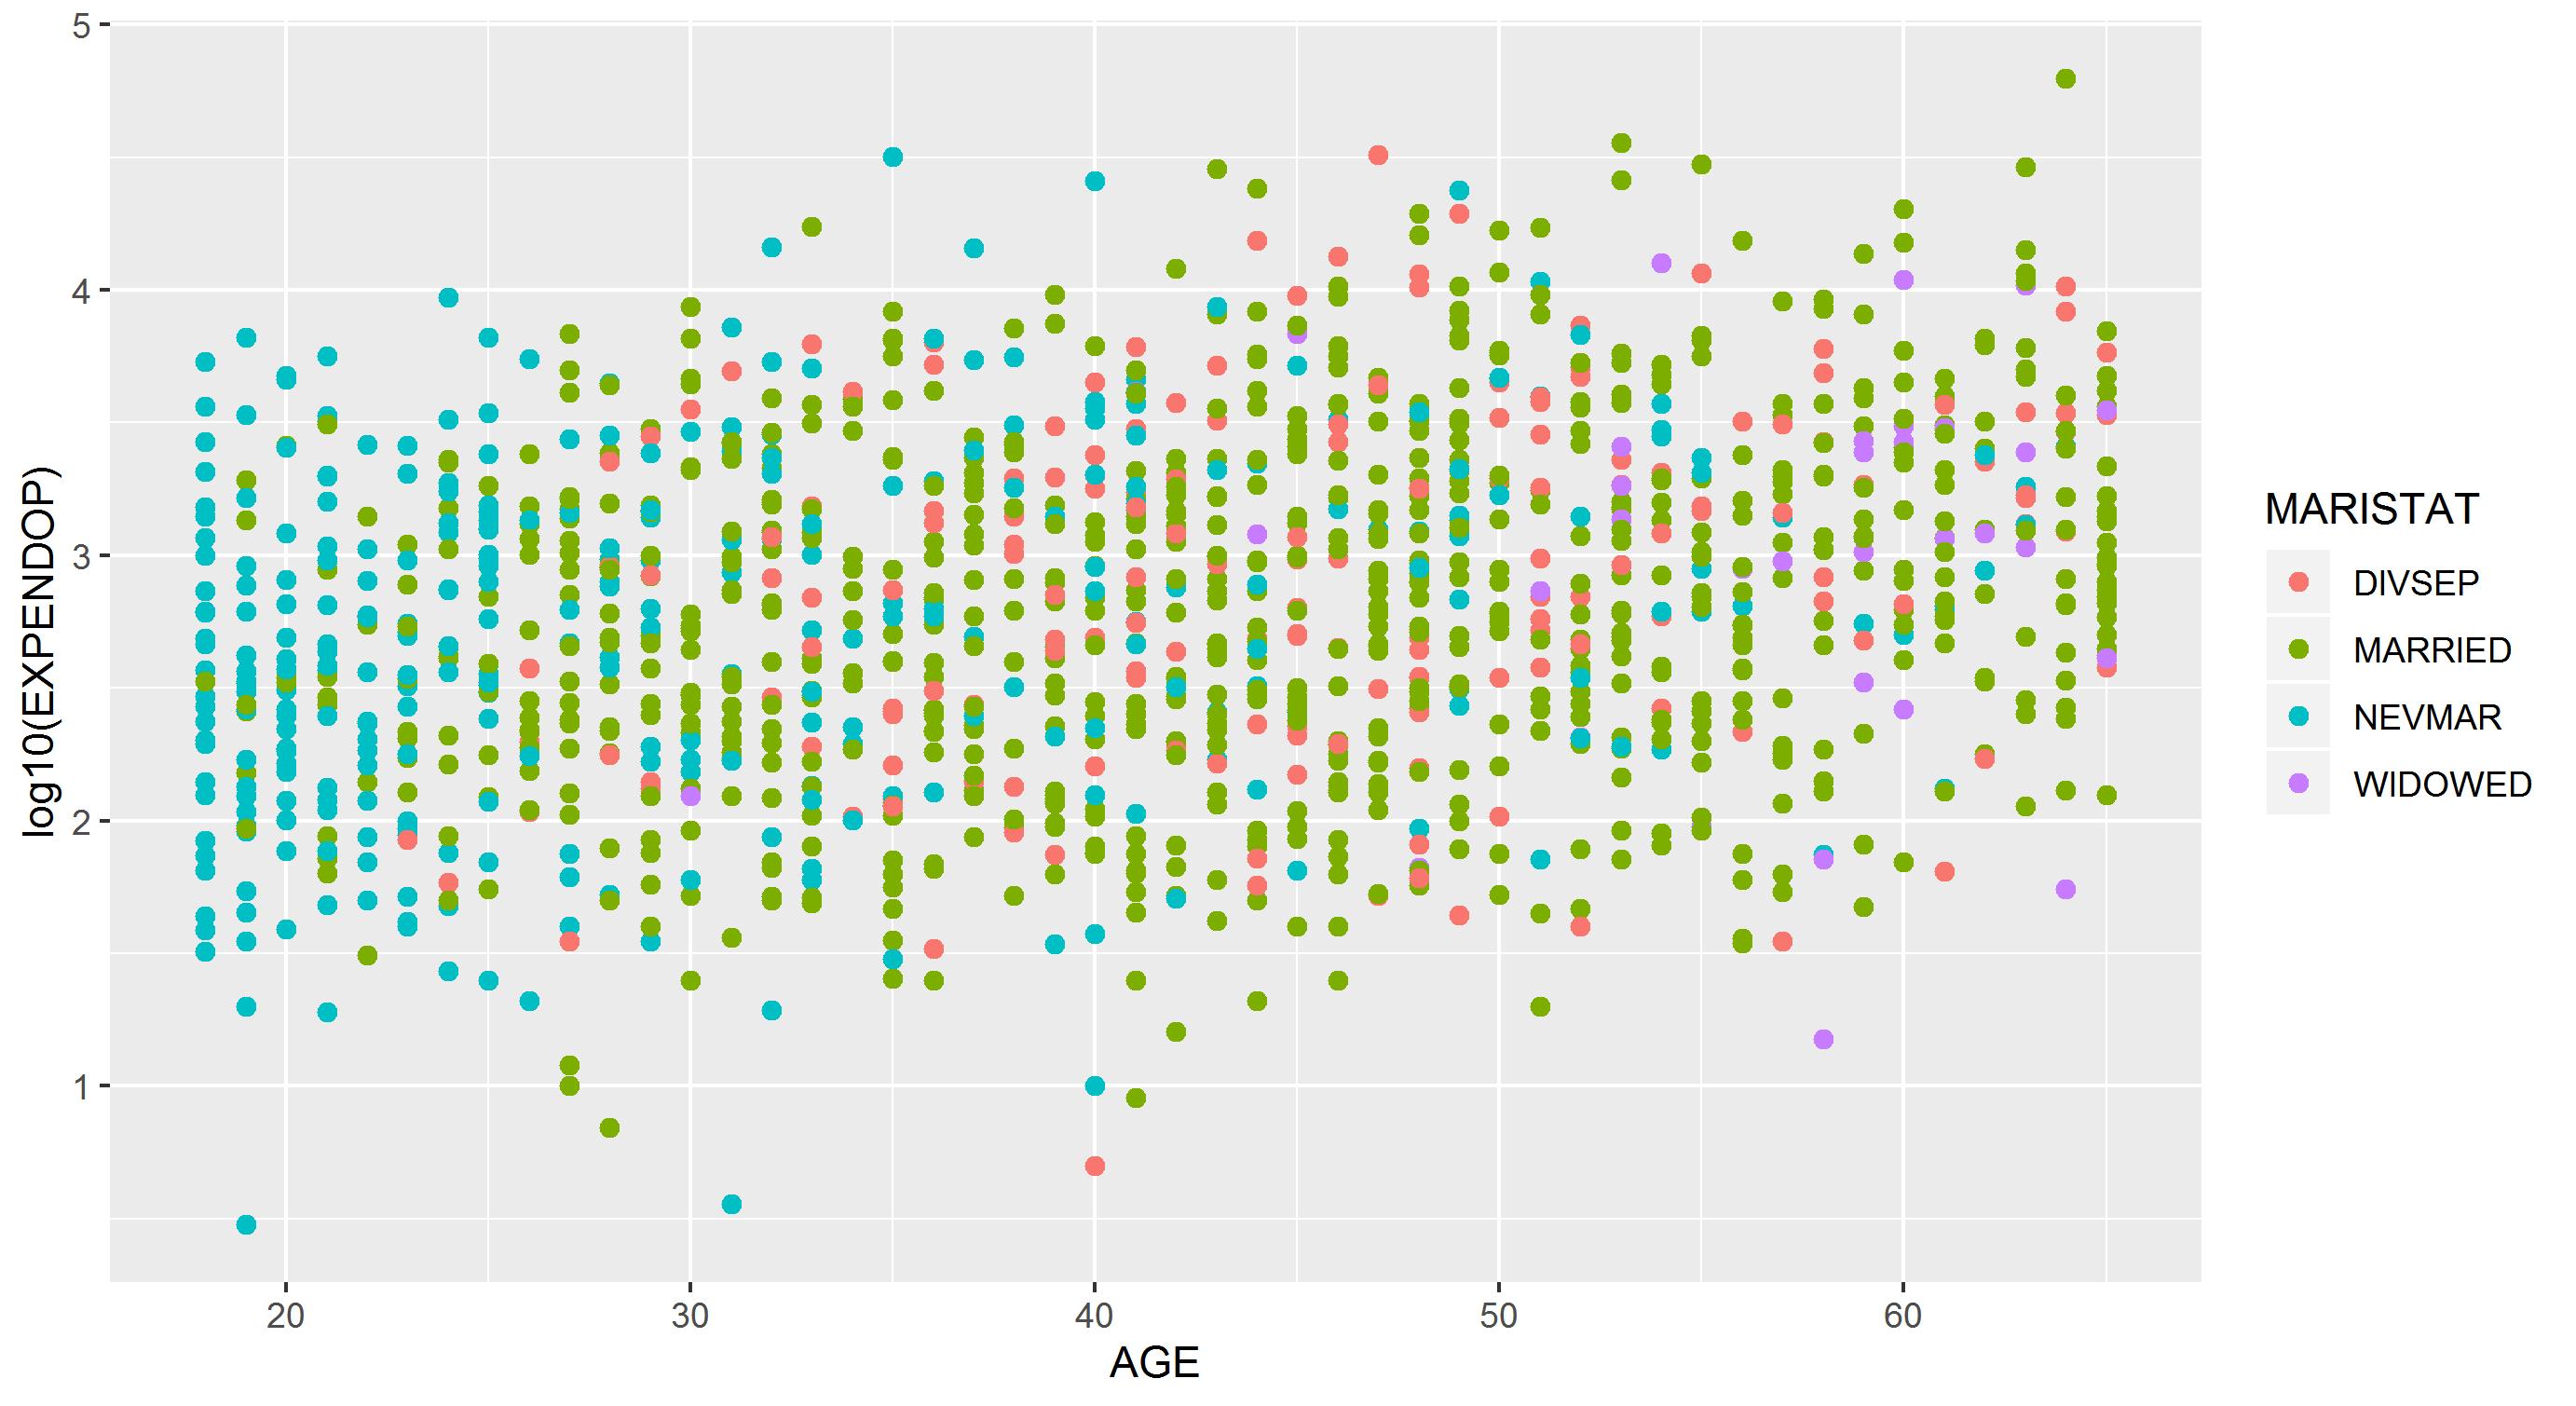 5
4
3
2
1
log10(EXPENDOP)
20 30 40 50 60
AGE
MARISTAT
DIVSEP
MARRIED
NEVMAR
WIDOWED